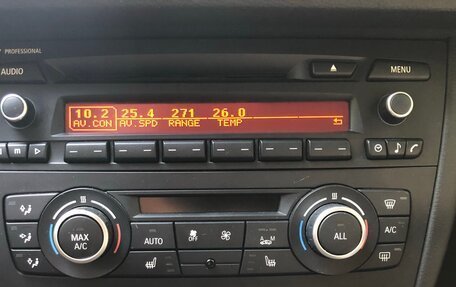 PROFESSIONAL
AUDIO
MENU
10.2 25.4 271 26.0
AV.CON AV.SPD RANGE TEMP
m
MAX
A/C
AUTO
OFF
A M
ALL
A/C